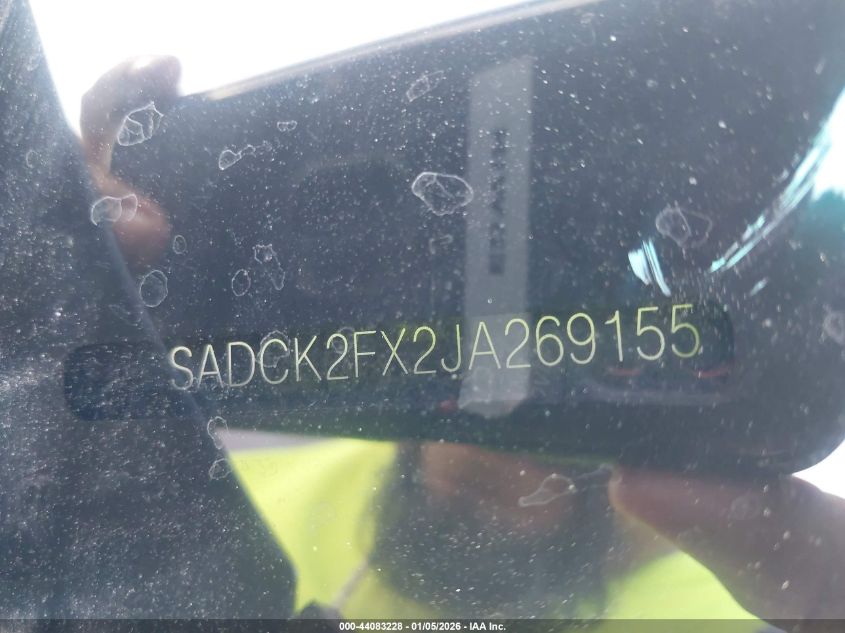 SADCK2FX2JA269155
000-44083228 - 01/05/2026 - IAA Inc.